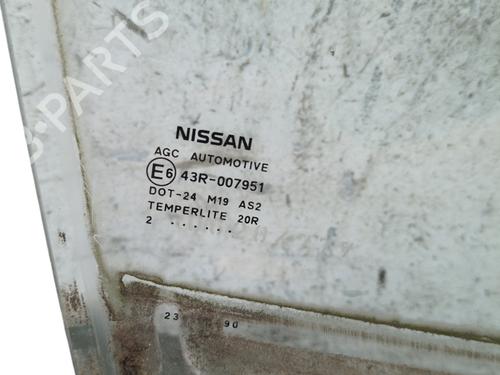 B-PARTS
NISSAN
AGC AUTOMOTIVE
E6 43R-007951
DOT-24 M19 AS2
TEMPERLITE 20R
2 ......
23 90